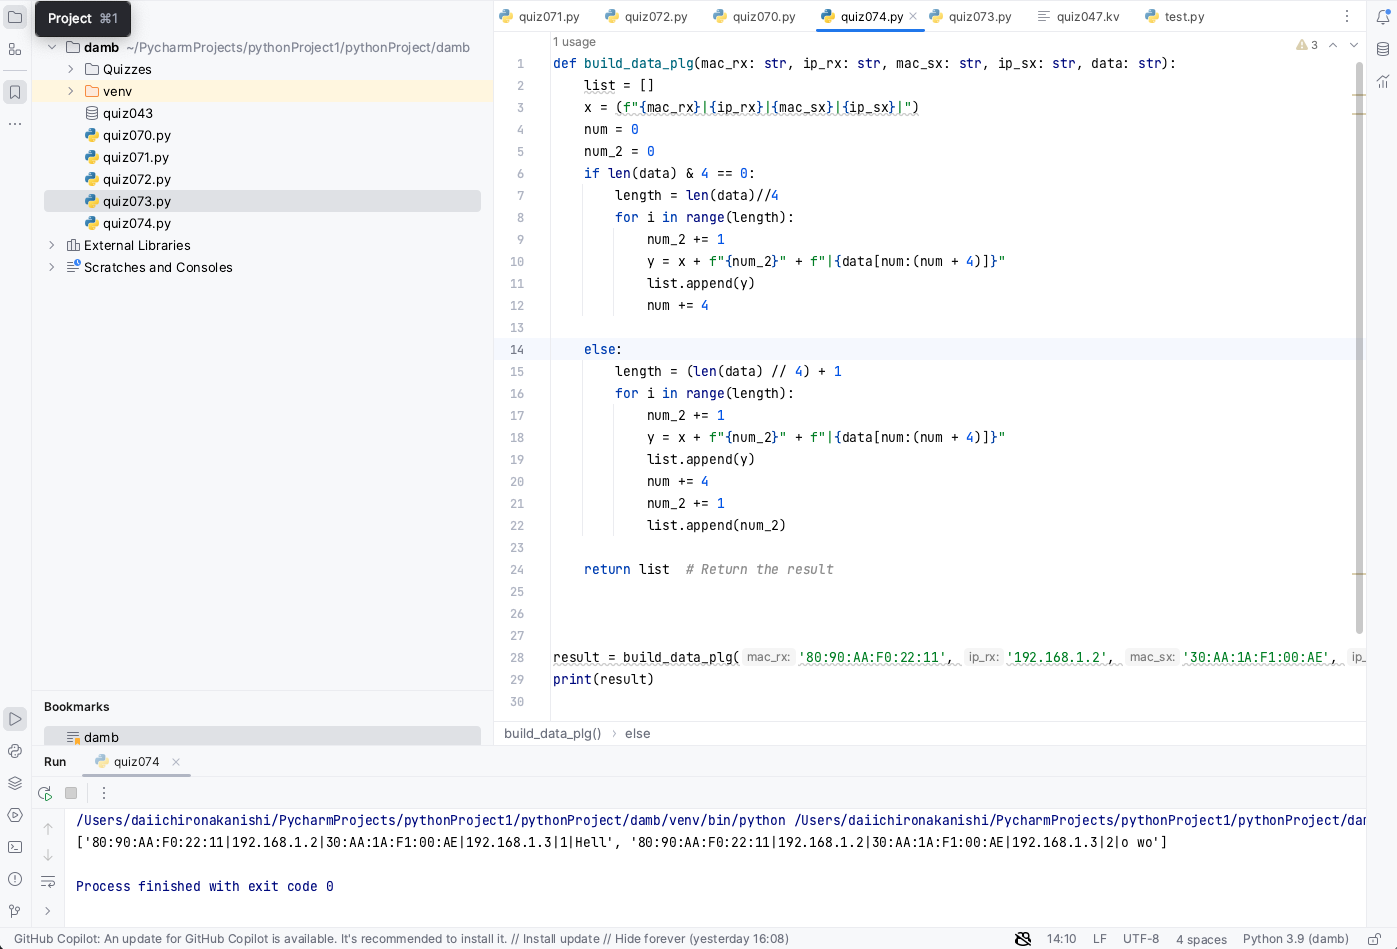 Project ⌘1
quiz071.py quiz072.py quiz070.py quiz074.py quiz073.py quiz047.kv test.py
damb ~/PycharmProjects/pythonProject1/pythonProject/damb
Quizzes
venv
quiz043
quiz070.py
quiz071.py
quiz072.py
quiz073.py
quiz074.py
External Libraries
Scratches and Consoles
Bookmarks
damb
1 usage
3
1 def build_data_plg(mac_rx: str, ip_rx: str, mac_sx: str, ip_sx: str, data: str):
2 list = []
3 x = (f"{mac_rx}|{ip_rx}|{mac_sx}|{ip_sx}|")
4 num = 0
5 num_2 = 0
6 if len(data) & 4 == 0:
7 length = len(data)//4
8 for i in range(length):
9 num_2 += 1
10 y = x + f"{num_2}" + f"|{data[num:(num + 4)]}"
11 list.append(y)
12 num += 4
13
14 else:
15 length = (len(data) // 4) + 1
16 for i in range(length):
17 num_2 += 1
18 y = x + f"{num_2}" + f"|{data[num:(num + 4)]}"
19 list.append(y)
20 num += 4
21 num_2 += 1
22 list.append(num_2)
23
24 return list # Return the result
25
26
27
28 result = build_data_plg( mac_rx: '80:90:AA:F0:22:11', ip_rx: '192.168.1.2', mac_sx: '30:AA:1A:F1:00:AE', ip_
29 print(result)
30
build_data_plg() › else
Run quiz074
/Users/daiichironakanishi/PycharmProjects/pythonProject1/pythonProject/damb/venv/bin/python /Users/daiichironakanishi/PycharmProjects/pythonProject1/pythonProject/dam
['80:90:AA:F0:22:11|192.168.1.2|30:AA:1A:F1:00:AE|192.168.1.3|1|Hell', '80:90:AA:F0:22:11|192.168.1.2|30:AA:1A:F1:00:AE|192.168.1.3|2|o wo']
Process finished with exit code 0
GitHub Copilot: An update for GitHub Copilot is available. It's recommended to install it. // Install update // Hide forever (yesterday 16:08) 14:10 LF UTF-8 4 spaces Python 3.9 (damb)